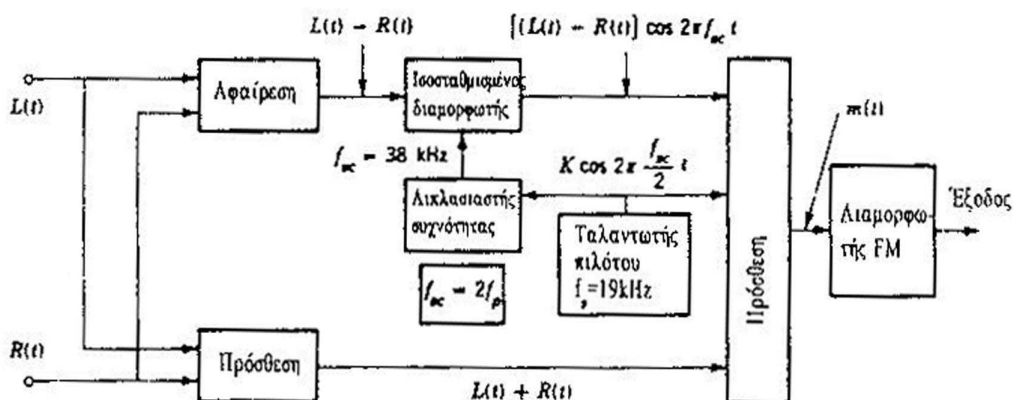 L(t) − R(t)
[(L(t) − R(t)] cos 2πf_sc t
L(t)
Αφαίρεση
Ισοσταθμισμένος
διαμορφωτής
m(t)
f_sc = 38 kHz
K cos 2π f_sc/2 t
Διπλασιαστής
συχνότητας
Ταλαντωτής
πιλότου
f_p=19kHz
f_sc = 2f_p
Πρόσθεση
Διαμορφω-
τής FM
Έξοδος
R(t)
Πρόσθεση
L(t) + R(t)